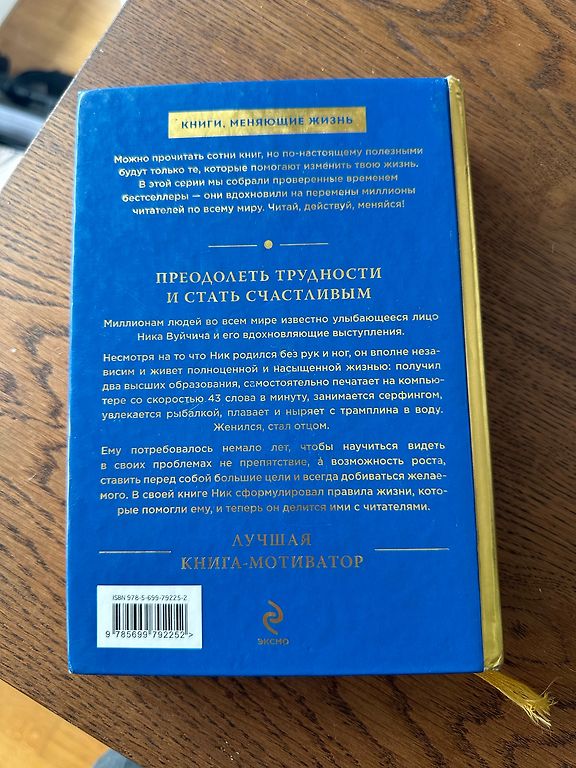 КНИГИ, МЕНЯЮЩИЕ ЖИЗНЬ
Можно прочитать сотни книг, но по-настоящему полезными
будут только те, которые помогают изменить твою жизнь.
В этой серии мы собрали проверенные временем
бестселлеры — они вдохновили на перемены миллионы
читателей по всему миру. Читай, действуй, меняйся!
ПРЕОДОЛЕТЬ ТРУДНОСТИ
И СТАТЬ СЧАСТЛИВЫМ
Миллионам людей во всем мире известно улыбающееся лицо
Ника Вуйчича и его вдохновляющие выступления.
Несмотря на то что Ник родился без рук и ног, он вполне неза-
висим и живет полноценной и насыщенной жизнью: получил
два высших образования, самостоятельно печатает на компью-
тере со скоростью 43 слова в минуту, занимается серфингом,
увлекается рыбалкой, плавает и ныряет с трамплина в воду.
Женился, стал отцом.
Ему потребовалось немало лет, чтобы научиться видеть
в своих проблемах не препятствие, а возможность роста,
ставить перед собой большие цели и всегда добиваться желае-
мого. В своей книге Ник сформулировал правила жизни, кото-
рые помогли ему, и теперь он делится ими с читателями.
ЛУЧШАЯ
КНИГА-МОТИВАТОР
ISBN 978-5-699-79225-2
9 785699 792252 >
ЭКСМО